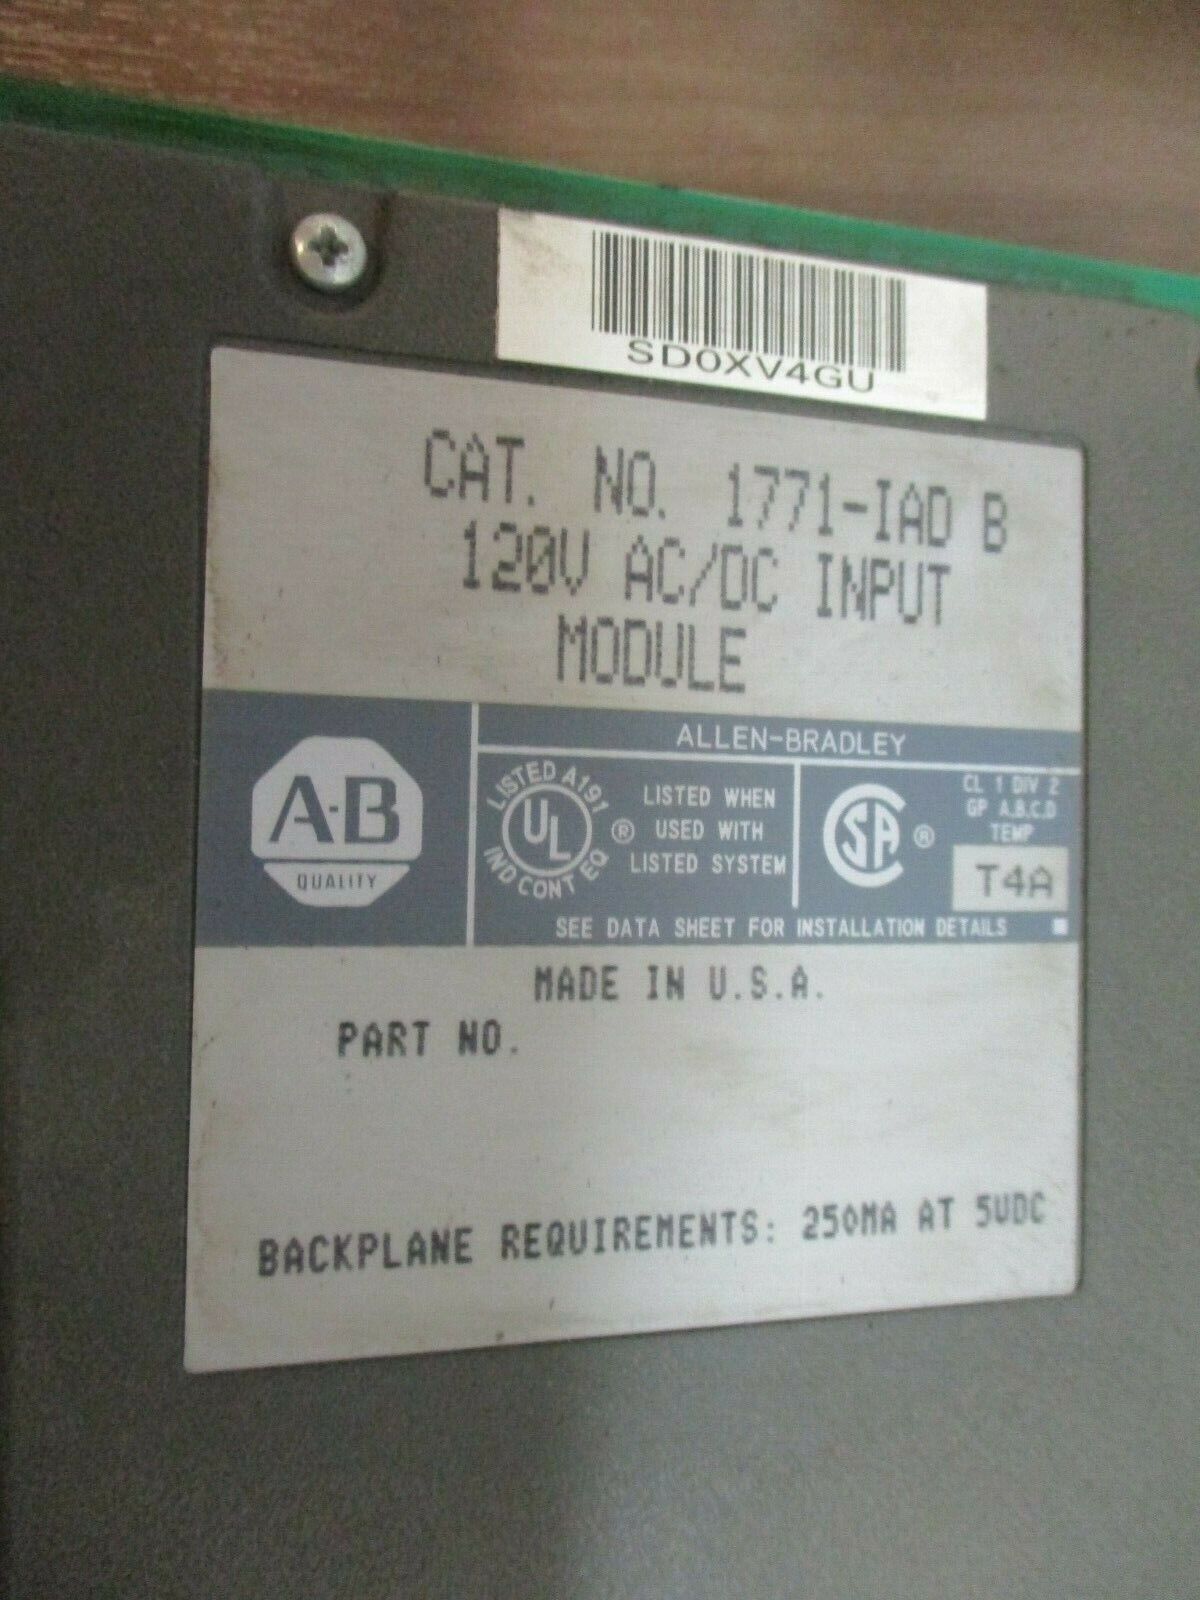 SD0XV4GU
CAT. NO. 1771-IAD B
120V AC/DC INPUT
MODULE
ALLEN-BRADLEY
A-B
QUALITY
LISTED A191
UL
IND CONT EQ
®
LISTED WHEN
USED WITH
LISTED SYSTEM
SA ®
CL 1 DIV 2
GP A.B.C.D
TEMP
T4A
SEE DATA SHEET FOR INSTALLATION DETAILS
MADE IN U.S.A.
PART NO.
BACKPLANE REQUIREMENTS: 250MA AT 5VDC